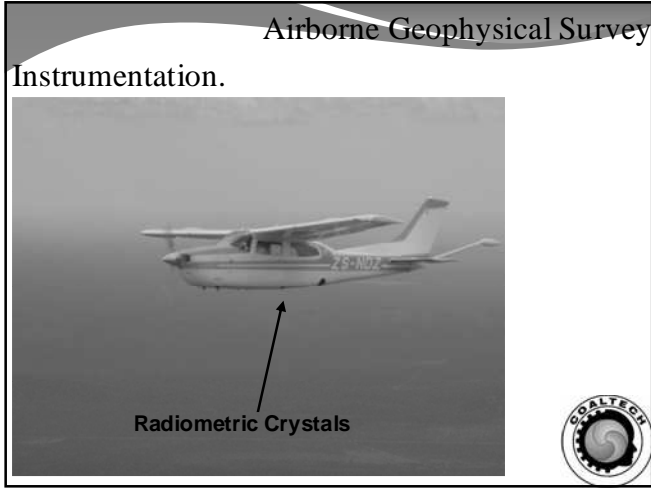 Airborne Geophysical Survey
Instrumentation.
ZS-NDZ
Radiometric Crystals
COALTECH